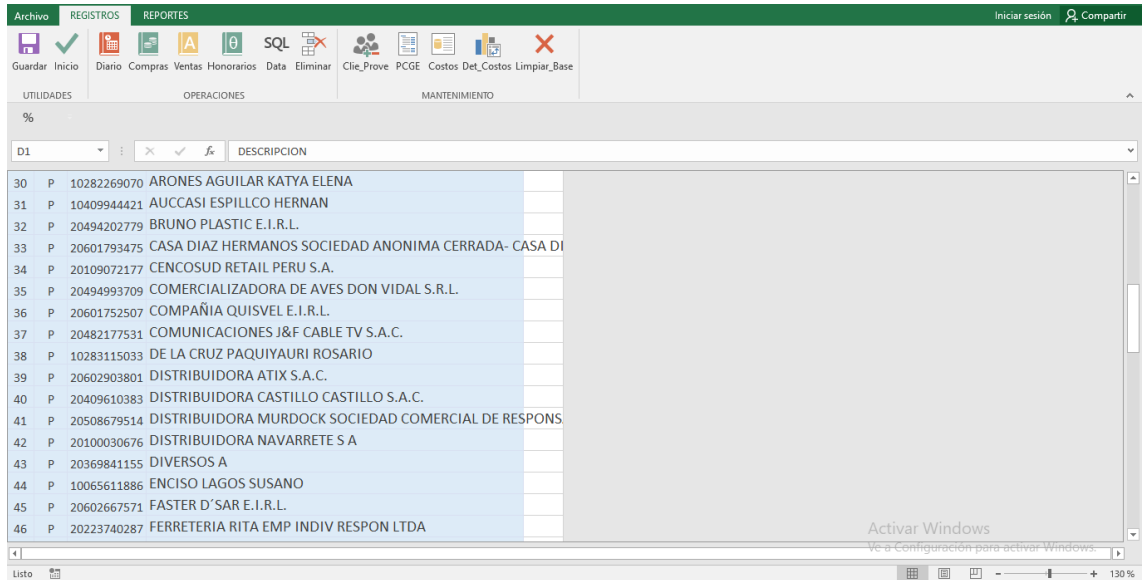 Archivo REGISTROS REPORTES Iniciar sesión Compartir
SQL
Guardar Inicio Diario Compras Ventas Honorarios Data Eliminar Clie_Prove PCGE Costos Det_Costos Limpiar_Base
UTILIDADES OPERACIONES MANTENIMIENTO
%
D1 fx DESCRIPCION
30 P 10282269070 ARONES AGUILAR KATYA ELENA
31 P 10409944421 AUCCASI ESPILLCO HERNAN
32 P 20494202779 BRUNO PLASTIC E.I.R.L.
33 P 20601793475 CASA DIAZ HERMANOS SOCIEDAD ANONIMA CERRADA- CASA DI
34 P 20109072177 CENCOSUD RETAIL PERU S.A.
35 P 20494993709 COMERCIALIZADORA DE AVES DON VIDAL S.R.L.
36 P 20601752507 COMPAÑIA QUISVEL E.I.R.L.
37 P 20482177531 COMUNICACIONES J&F CABLE TV S.A.C.
38 P 10283115033 DE LA CRUZ PAQUIYAURI ROSARIO
39 P 20602903801 DISTRIBUIDORA ATIX S.A.C.
40 P 20409610383 DISTRIBUIDORA CASTILLO CASTILLO S.A.C.
41 P 20508679514 DISTRIBUIDORA MURDOCK SOCIEDAD COMERCIAL DE RESPONS
42 P 20100030676 DISTRIBUIDORA NAVARRETE S A
43 P 20369841155 DIVERSOS A
44 P 10065611886 ENCISO LAGOS SUSANO
45 P 20602667571 FASTER D´SAR E.I.R.L.
46 P 20223740287 FERRETERIA RITA EMP INDIV RESPON LTDA
Activar Windows
Ve a Configuración para activar Windows.
Listo 130 %